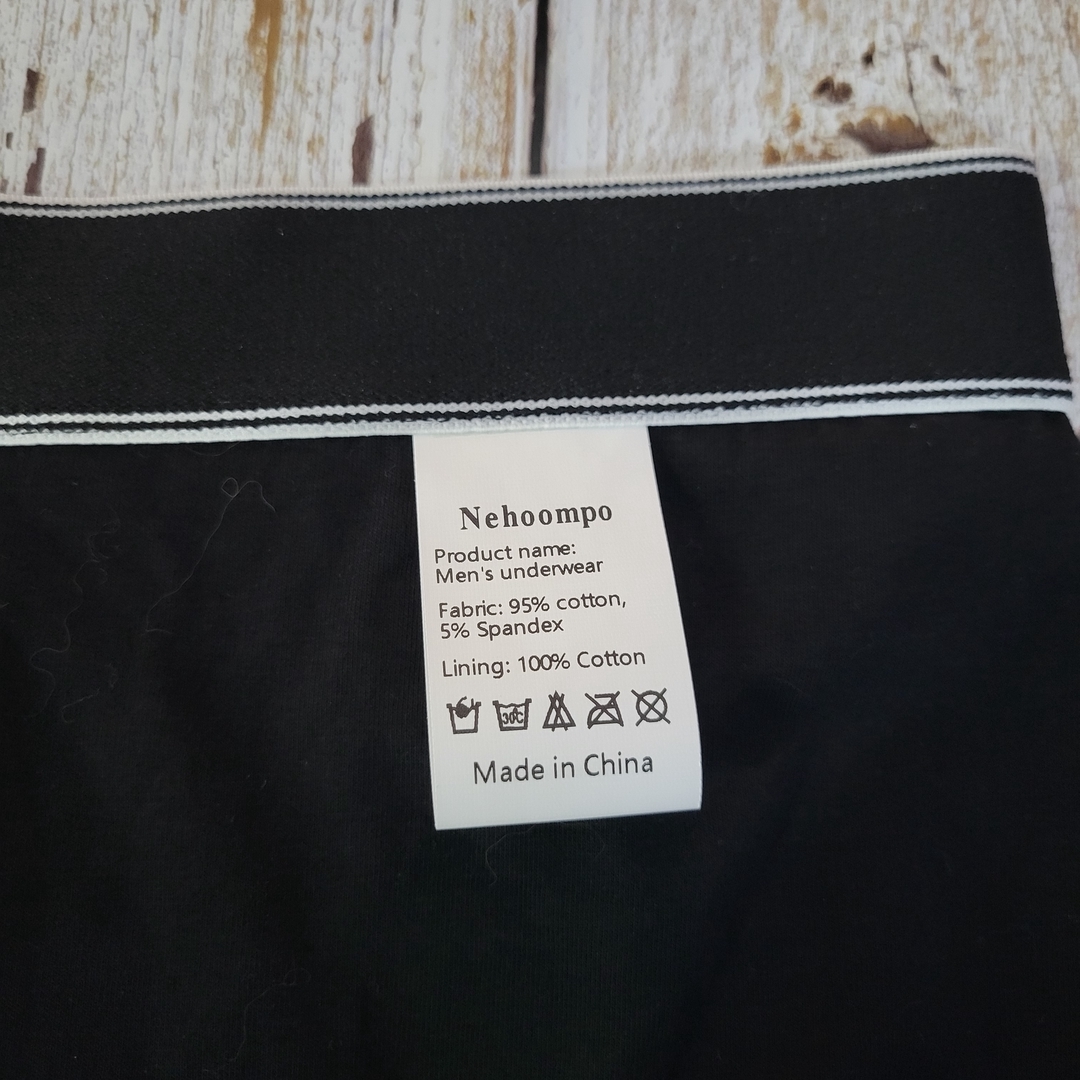 Nehoompo
Product name:
Men's underwear
Fabric: 95% cotton,
5% Spandex
Lining: 100% Cotton
30C
Made in China